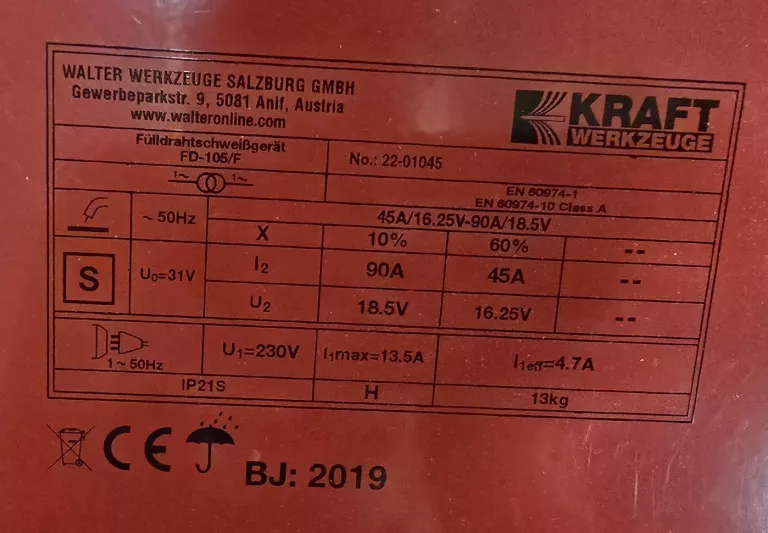 WALTER WERKZEUGE SALZBURG GMBH
Gewerbeparkstr. 9, 5081 Anif, Austria
www.walteronline.com
KRAFT
WERKZEUGE
Fülldrahtschweißgerät
FD-105/F
No.: 22-01045
1~ 1~
EN 60974-1
EN 60974-10 Class A
~ 50Hz
45A/16.25V-90A/18.5V
X 10% 60% --
S
U₀=31V
I₂ 90A 45A --
U₂ 18.5V 16.25V --
1~ 50Hz
U₁=230V
I₁max=13.5A
I₁eff=4.7A
IP21S
H
13kg
CE
BJ: 2019